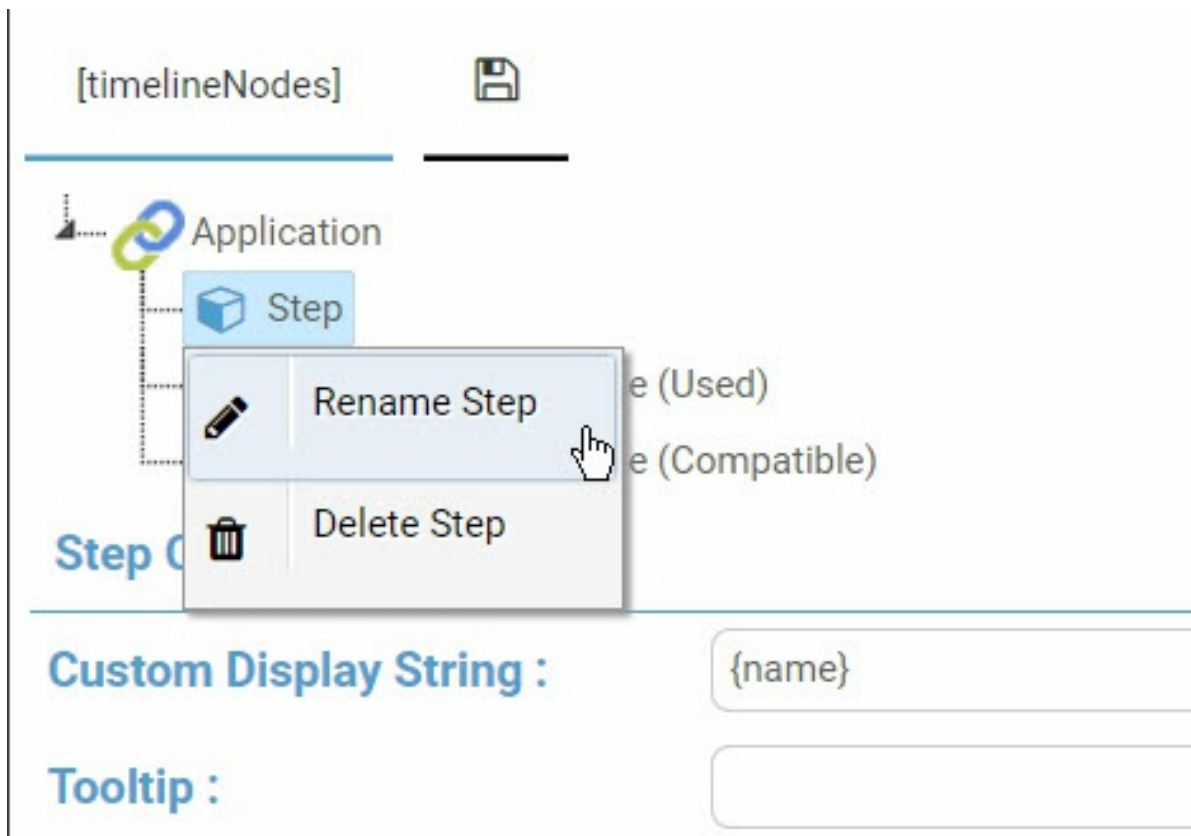 [timelineNodes]
Application
Step
Rename Step
e (Used)
e (Compatible)
Delete Step
Step
Custom Display String :
{name}
Tooltip :